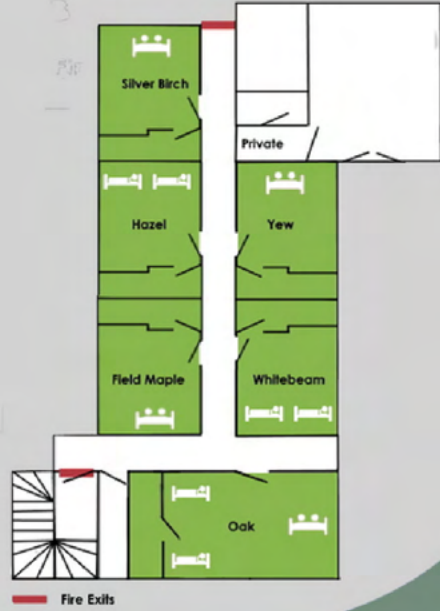 Silver Birch
Private
Hazel
Yew
Field Maple
Whitebeam
Oak
Fire Exits